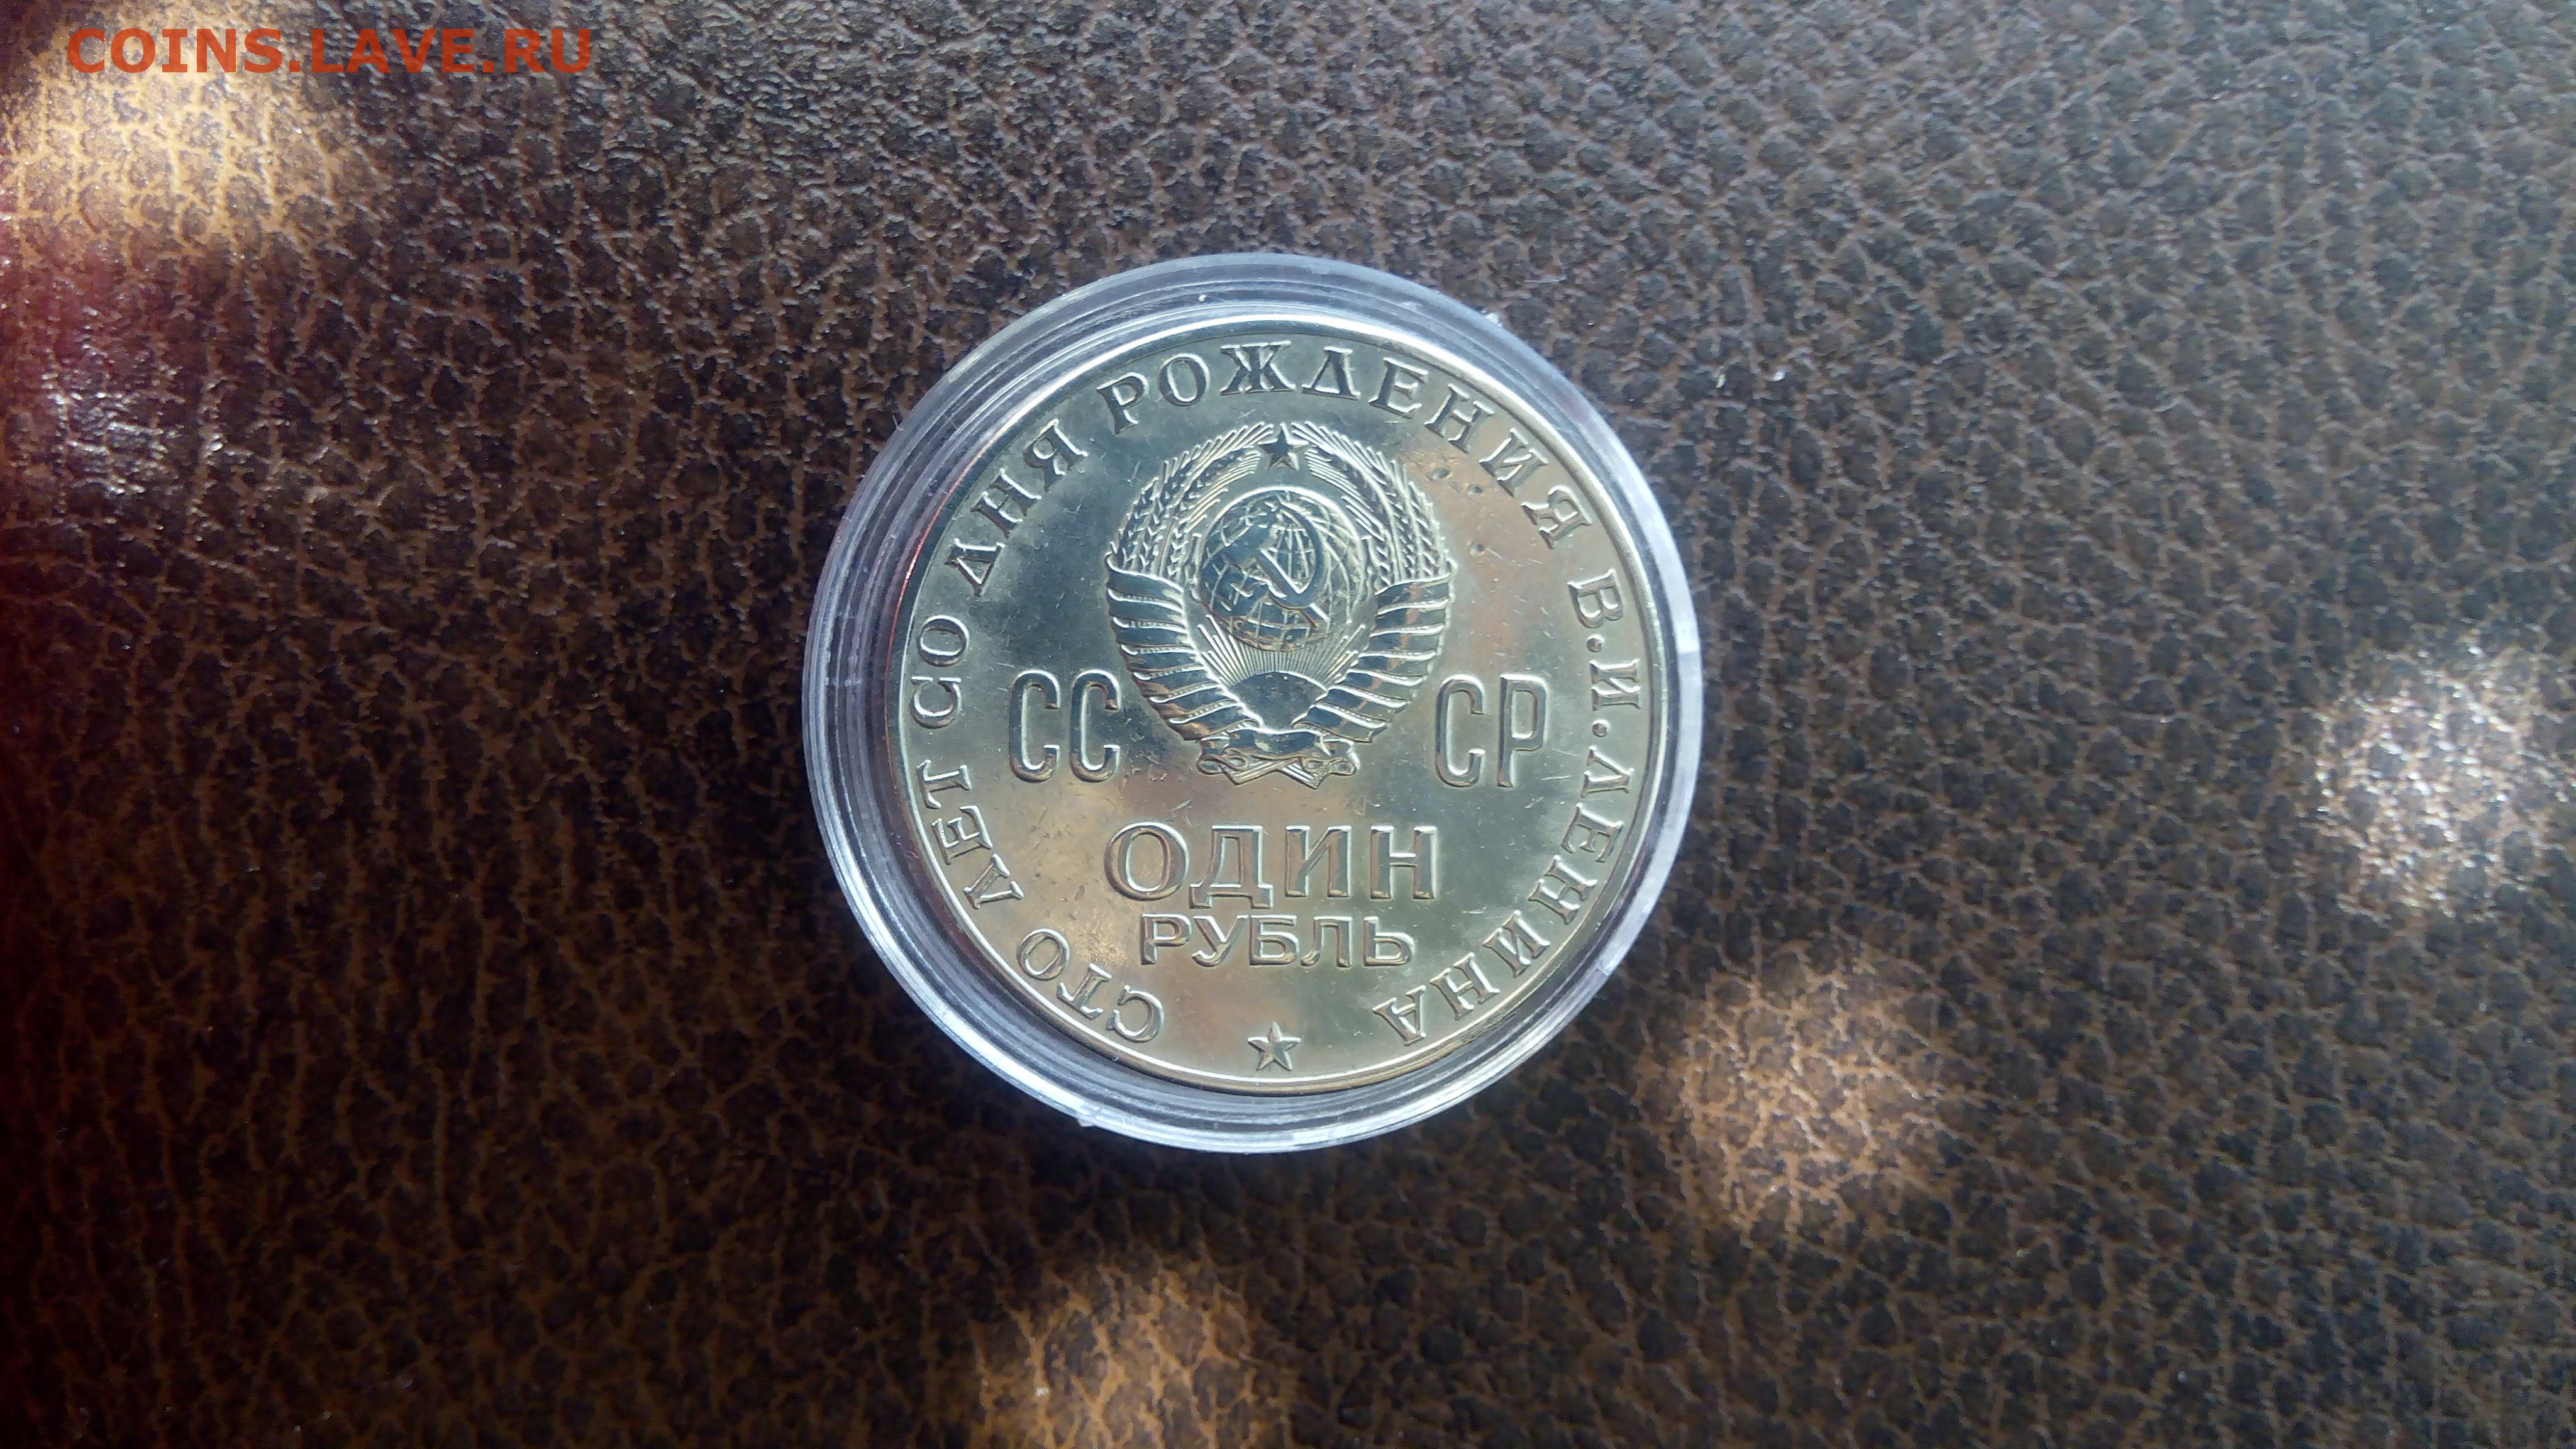 COINS.LAVE.RU
СТО ЛЕТ СО ДНЯ РОЖДЕНИЯ В.И.ЛЕНИНА
СС СР
ОДИН
РУБЛЬ